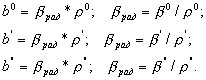 b⁰ = β_рад * ρ⁰; β_рад = β⁰ / ρ⁰;
b' = β_рад * ρ'; β_рад = β' / ρ';
b" = β_рад * ρ"; β_рад = β" / ρ".